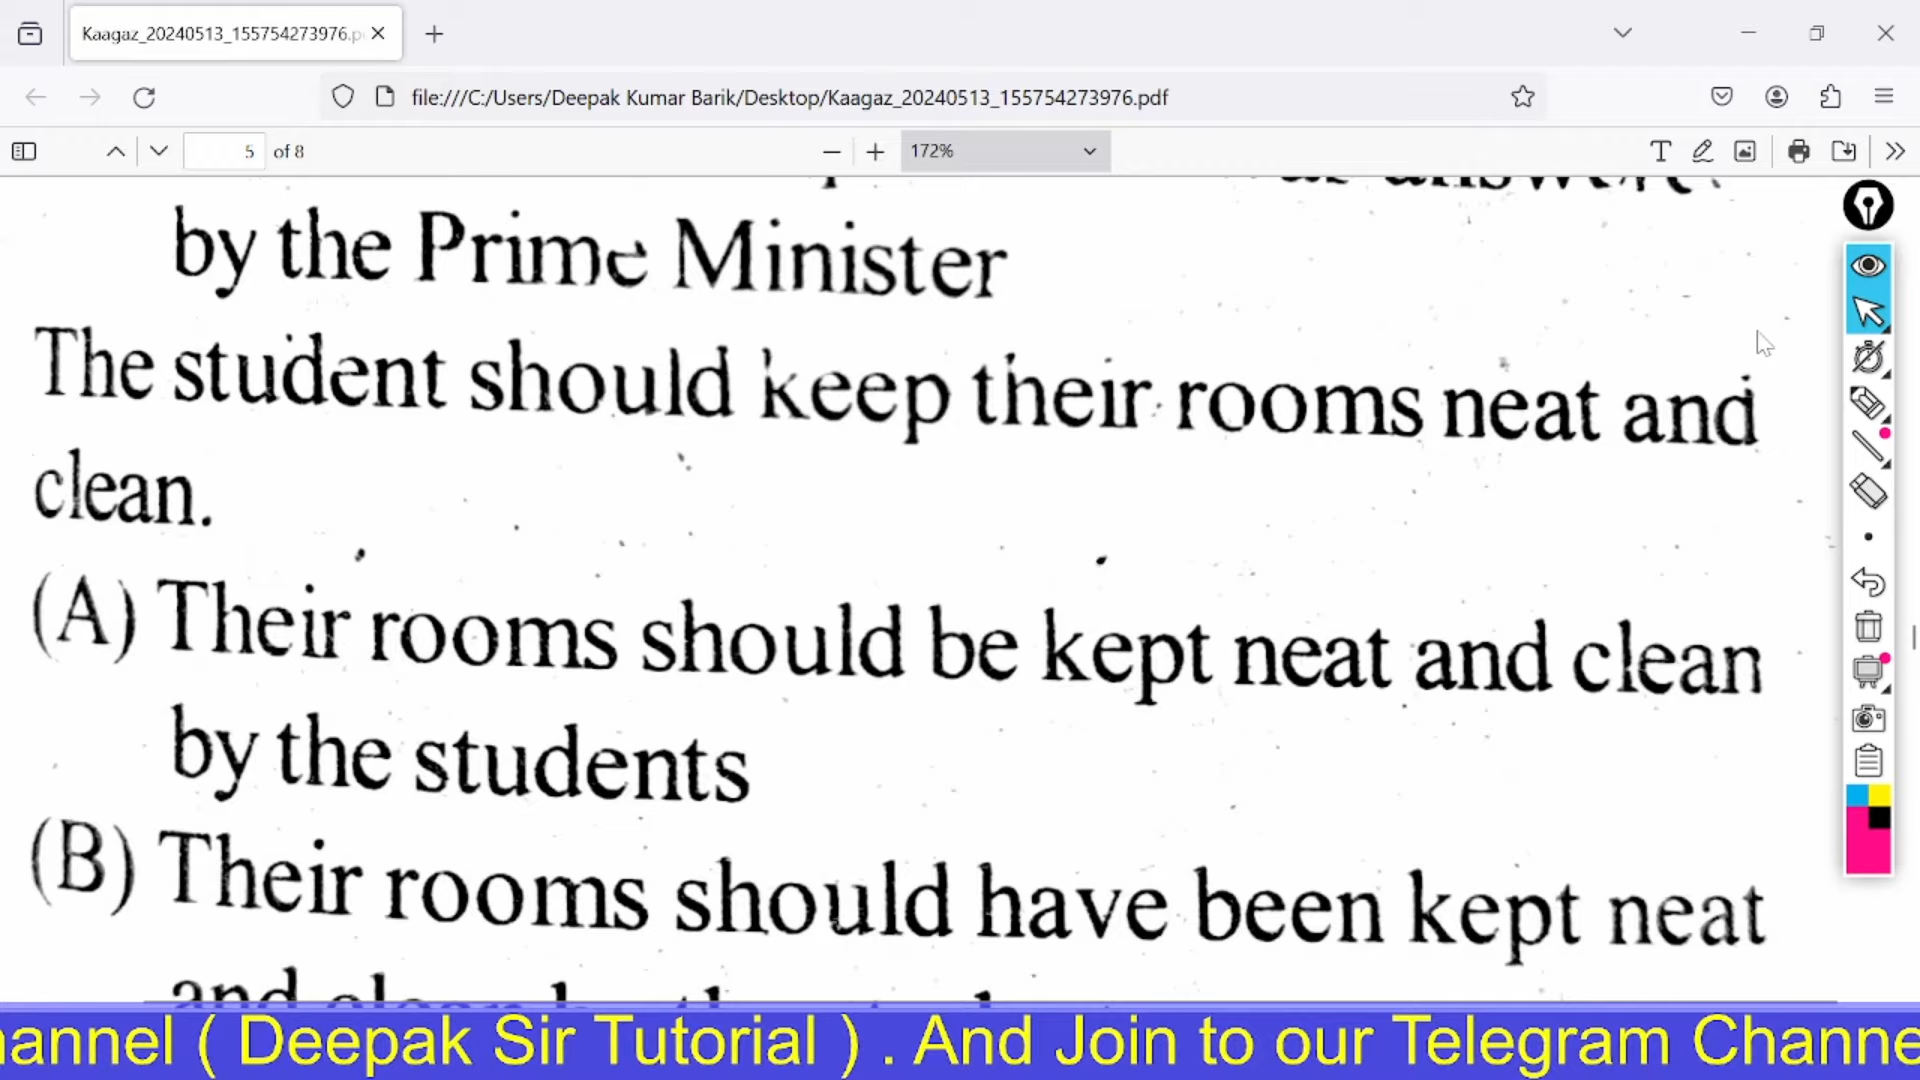 Kaagaz_20240513_155754273976.p
file:///C:/Users/Deepak Kumar Barik/Desktop/Kaagaz_20240513_155754273976.pdf
5 of 8
172%
by the Prime Minister
The student should keep their rooms neat and
clean.
(A) Their rooms should be kept neat and clean
by the students
(B) Their rooms should have been kept neat
hannel ( Deepak Sir Tutorial ) . And Join to our Telegram Channe